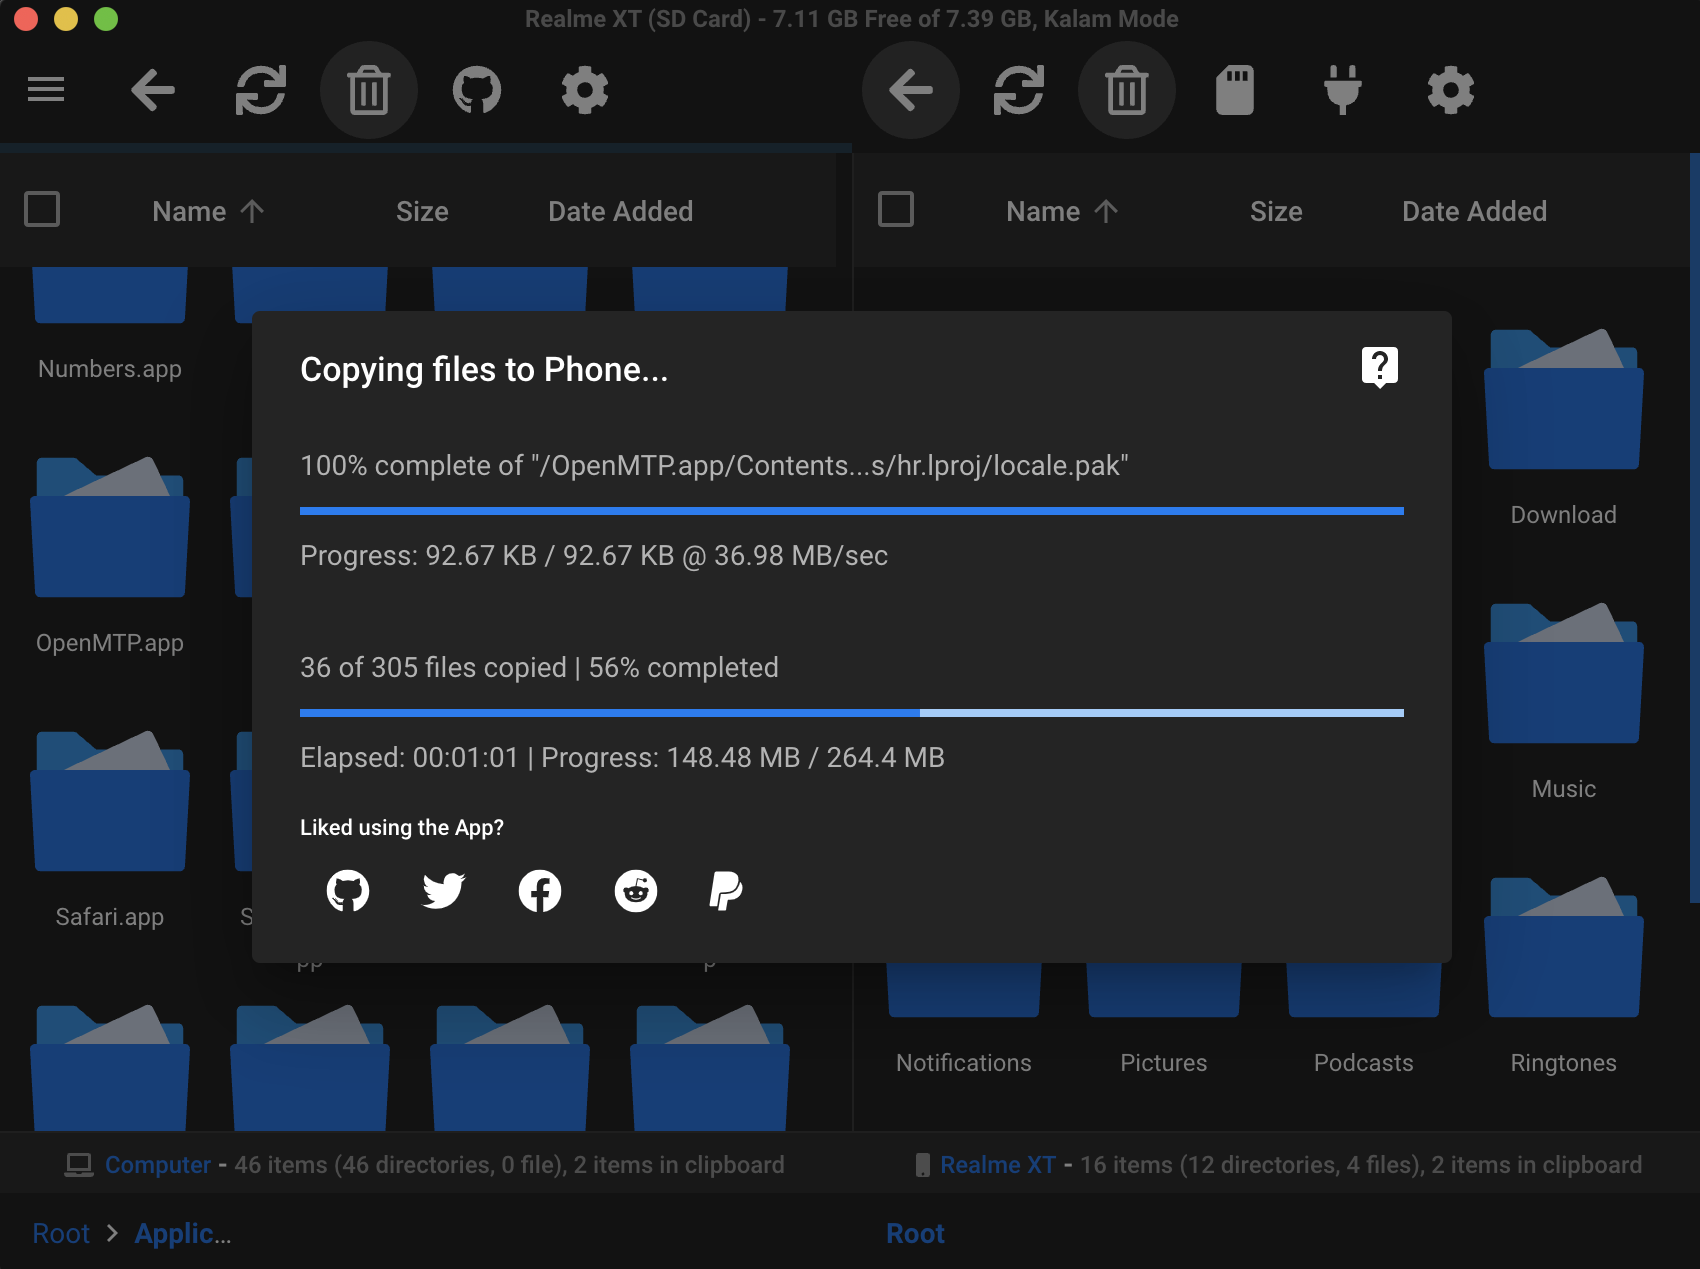 Realme XT (SD Card) - 7.11 GB Free of 7.39 GB, Kalam Mode
Name Size Date Added
Name Size Date Added
Numbers.app
Copying files to Phone...
100% complete of "/OpenMTP.app/Contents...s/hr.lproj/locale.pak"
Progress: 92.67 KB / 92.67 KB @ 36.98 MB/sec
36 of 305 files copied | 56% completed
Elapsed: 00:01:01 | Progress: 148.48 MB / 264.4 MB
Liked using the App?
Download
OpenMTP.app
Music
Safari.app
Notifications
Pictures
Podcasts
Ringtones
Computer - 46 items (46 directories, 0 file), 2 items in clipboard
Realme XT - 16 items (12 directories, 4 files), 2 items in clipboard
Root > Applic...
Root